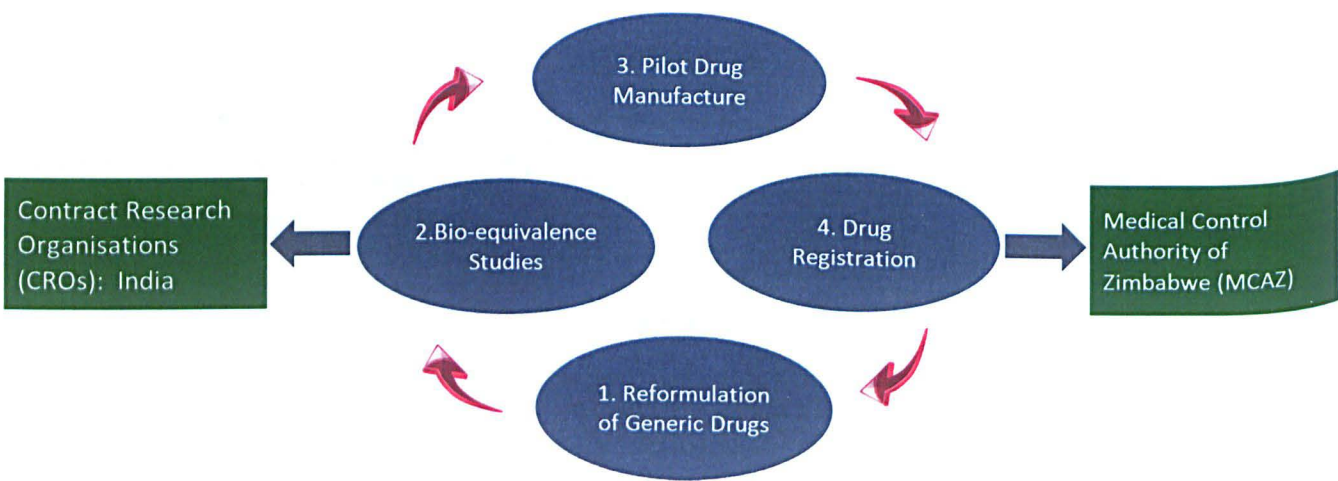 3. Pilot Drug
Manufacture
Contract Research
Organisations
(CROs): India
2.Bio-equivalence
Studies
4. Drug
Registration
Medical Control
Authority of
Zimbabwe (MCAZ)
1. Reformulation
of Generic Drugs